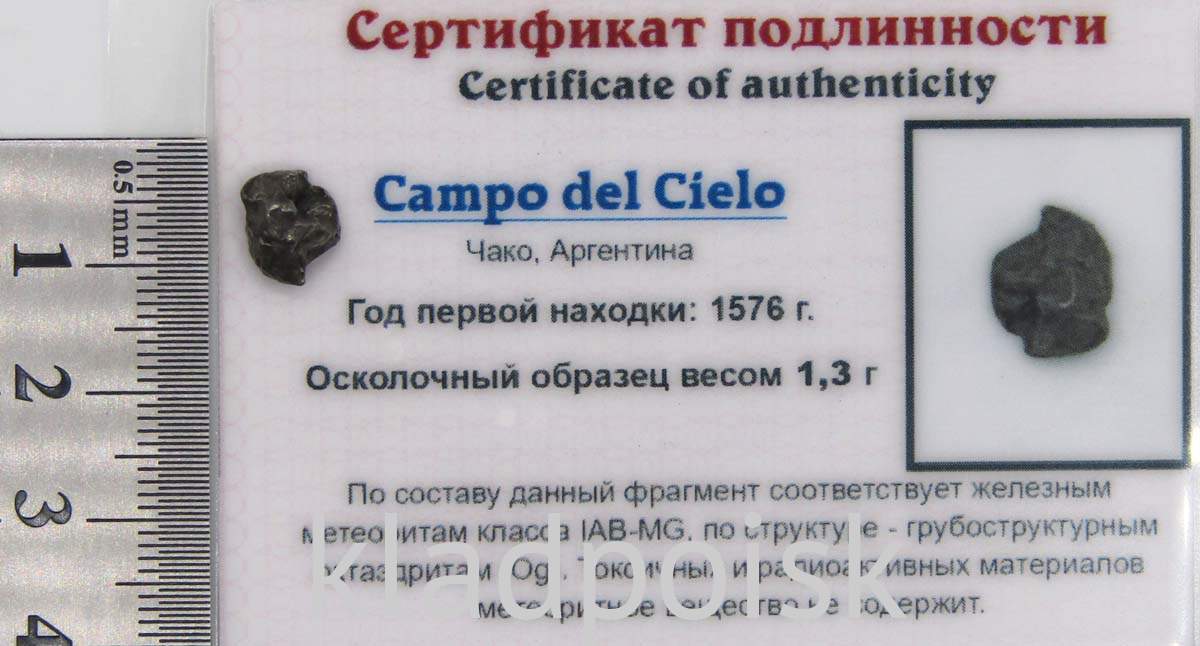 Сертификат подлинности
Certificate of authenticity
0.5 mm
1
2
3
4
Campo del Cielo
Чако, Аргентина
Год первой находки: 1576 г.
Осколочный образец весом 1,3 г
По составу данный фрагмент соответствует железным
метеоритам класса IAB-MG, по структуре - грубоструктурным
октаэдритам (Og). Токсичных и радиоактивных материалов
метеоритное вещество не содержит.
kladpoisk